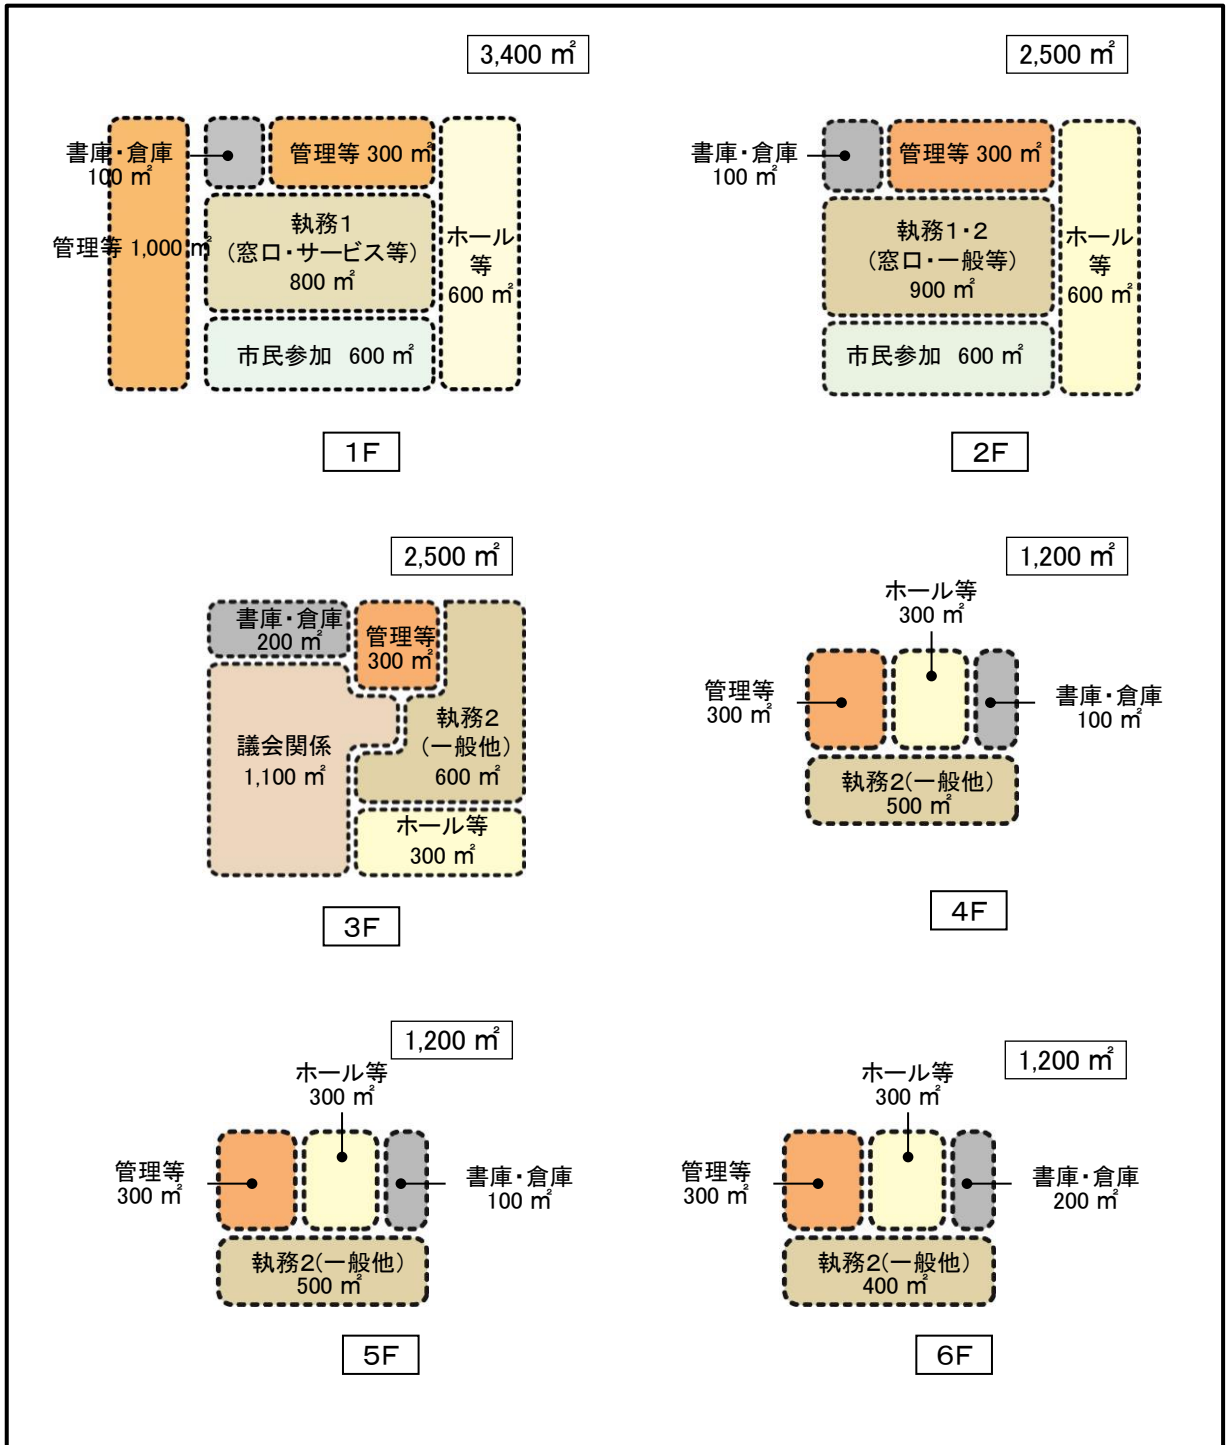 3,400 ㎡
書庫・倉庫
100 ㎡
管理等 300 ㎡
管理等 1,000 ㎡
執務1
(窓口・サービス等)
800 ㎡
ホール
等
600 ㎡
市民参加 600 ㎡
1F
2,500 ㎡
書庫・倉庫
100 ㎡
管理等 300 ㎡
執務1・2
(窓口・一般等)
900 ㎡
ホール
等
600 ㎡
市民参加 600 ㎡
2F
2,500 ㎡
書庫・倉庫
200 ㎡
管理等
300 ㎡
議会関係
1,100 ㎡
執務2
(一般他)
600 ㎡
ホール等
300 ㎡
3F
1,200 ㎡
ホール等
300 ㎡
管理等
300 ㎡
書庫・倉庫
100 ㎡
執務2(一般他)
500 ㎡
4F
1,200 ㎡
ホール等
300 ㎡
管理等
300 ㎡
書庫・倉庫
100 ㎡
執務2(一般他)
500 ㎡
5F
1,200 ㎡
ホール等
300 ㎡
管理等
300 ㎡
書庫・倉庫
200 ㎡
執務2(一般他)
400 ㎡
6F